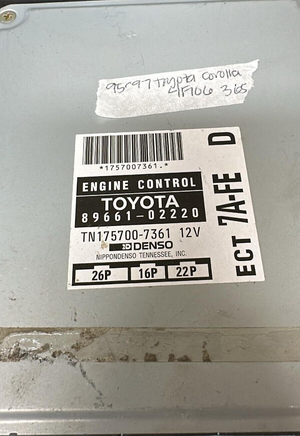 95-97 Toyota Corolla
4F106 365
*1757007361.*
ENGINE CONTROL
TOYOTA
89661-02220
TN175700-7361 12V
DENSO
NIPPONDENSO TENNESSEE, INC.
26P 16P 22P
ECT 7A-FE D